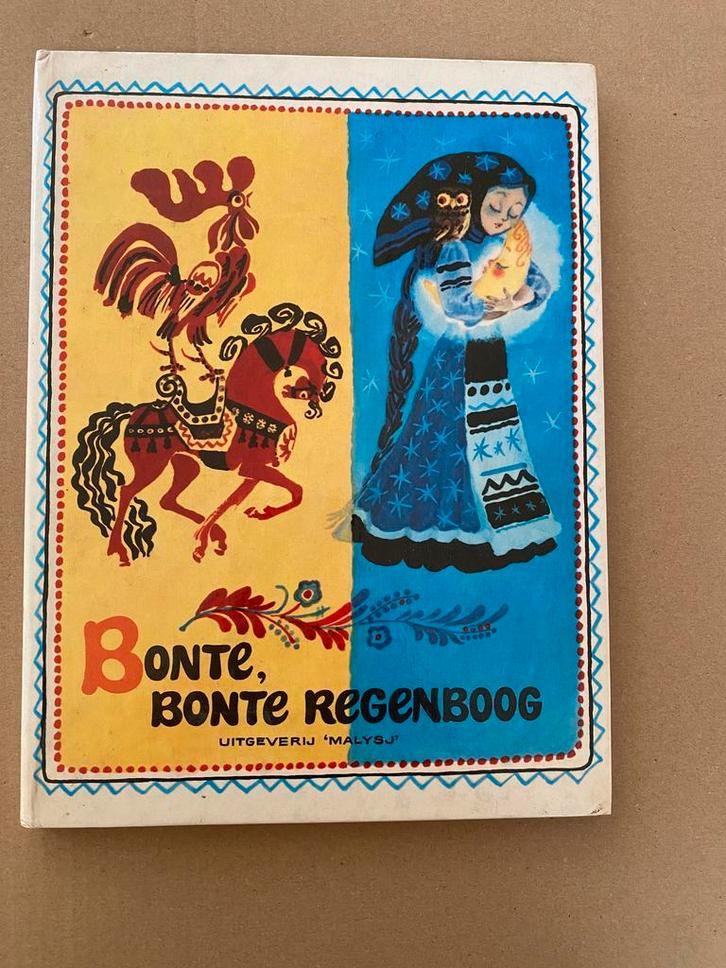 BONTE,
BONTE REGENBOOG
UITGEVERIJ 'MALYSJ'